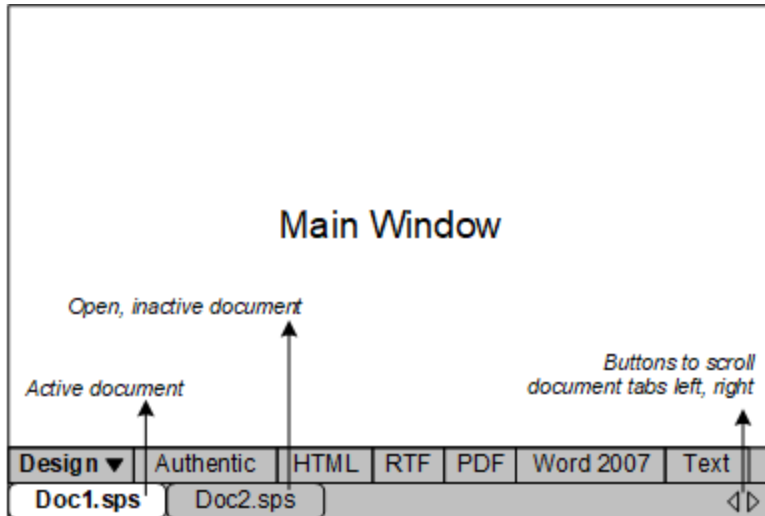 Main Window
Open, inactive document
Active document
Buttons to scroll
document tabs left, right
Design ▼ Authentic HTML RTF PDF Word 2007 Text
Doc1.sps Doc2.sps